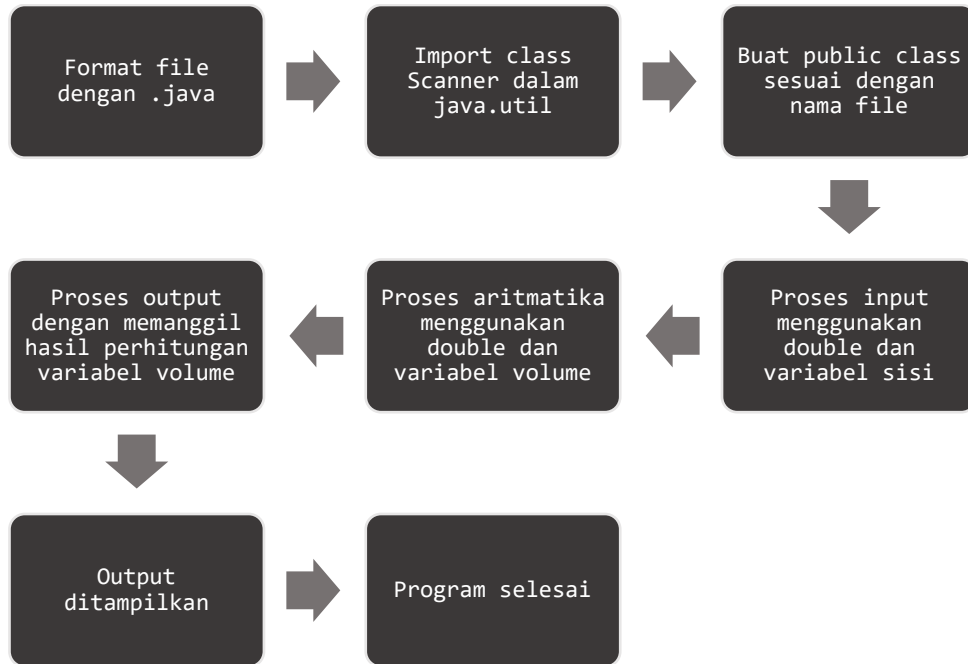 Format file
dengan .java
Import class
Scanner dalam
java.util
Buat public class
sesuai dengan
nama file
Proses input
menggunakan
double dan
variabel sisi
Proses aritmatika
menggunakan
double dan
variabel volume
Proses output
dengan memanggil
hasil perhitungan
variabel volume
Output
ditampilkan
Program selesai